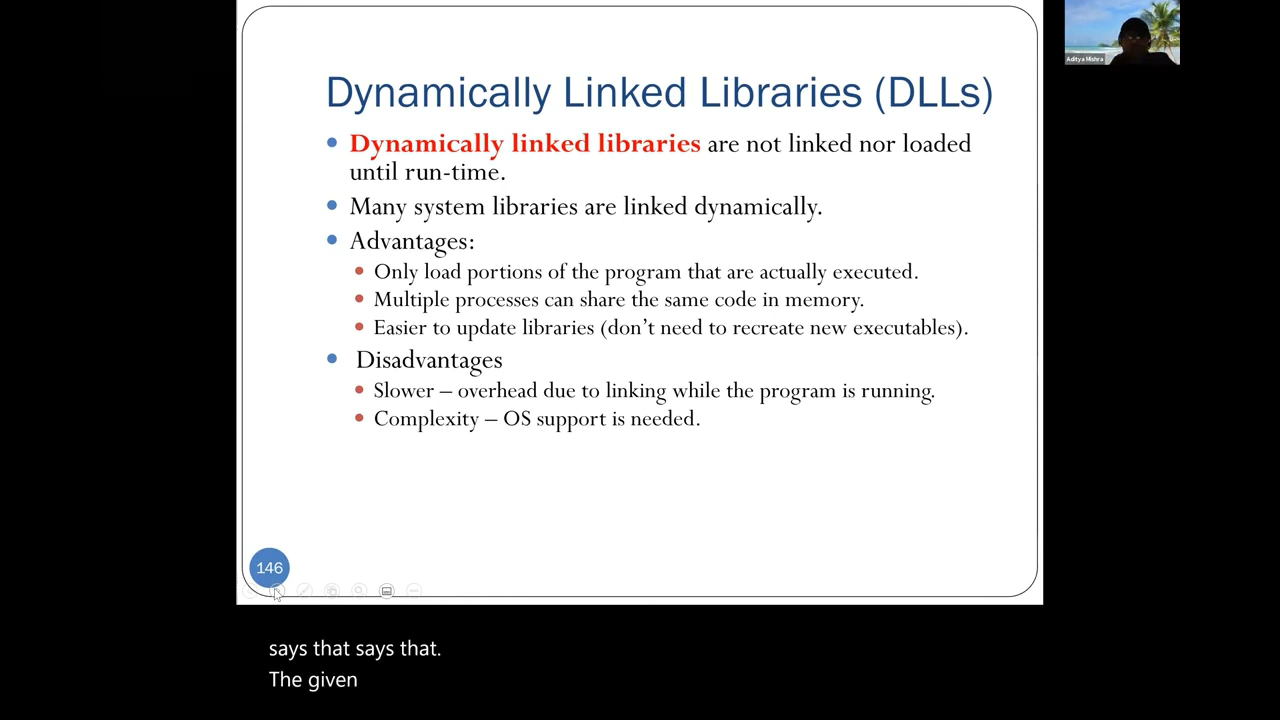 Dynamically Linked Libraries (DLLs)
Dynamically linked libraries are not linked nor loaded
until run-time.
Many system libraries are linked dynamically.
Advantages:
Only load portions of the program that are actually executed.
Multiple processes can share the same code in memory.
Easier to update libraries (don't need to recreate new executables).
Disadvantages
Slower – overhead due to linking while the program is running.
Complexity – OS support is needed.
146
Aditya Mishra
says that says that.
The given